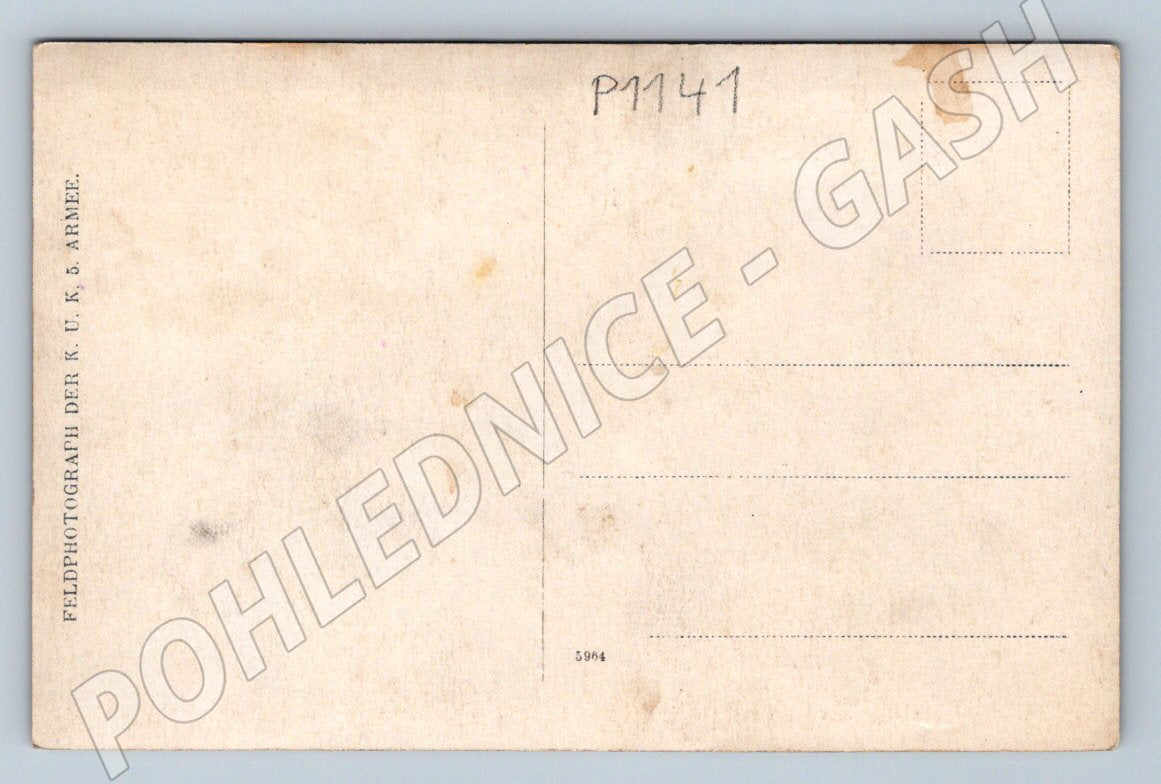 P1141
FELDPHOTOGRAPH DER K. U. K. 5. ARMEE.
5964
POHLEDNICE - GASH